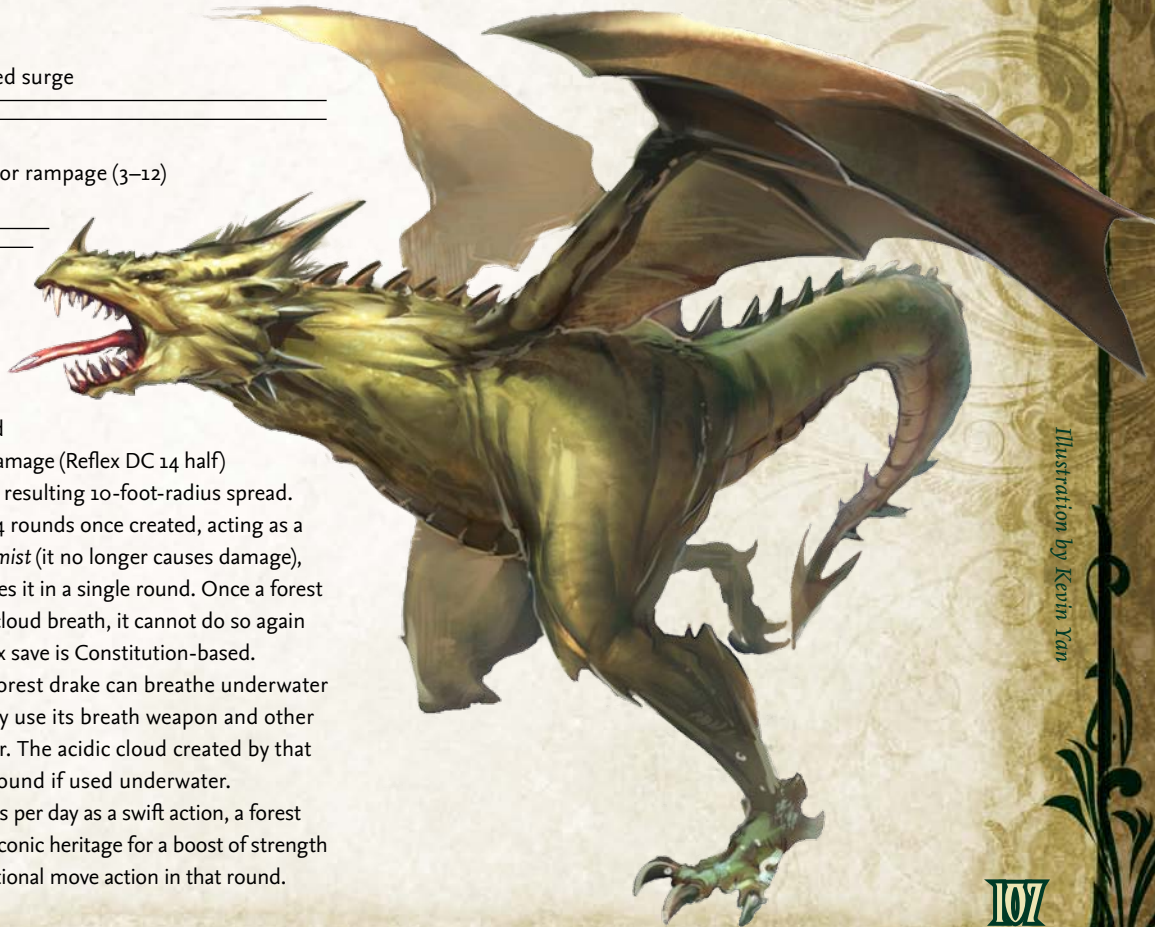 ed surge
or rampage (3–12)
d
amage (Reflex DC 14 half)
resulting 10-foot-radius spread.
4 rounds once created, acting as a
mist (it no longer causes damage),
es it in a single round. Once a forest
cloud breath, it cannot do so again
x save is Constitution-based.
orest drake can breathe underwater
y use its breath weapon and other
r. The acidic cloud created by that
ound if used underwater.
s per day as a swift action, a forest
conic heritage for a boost of strength
tional move action in that round.
Illustration by Kevin Yan
107